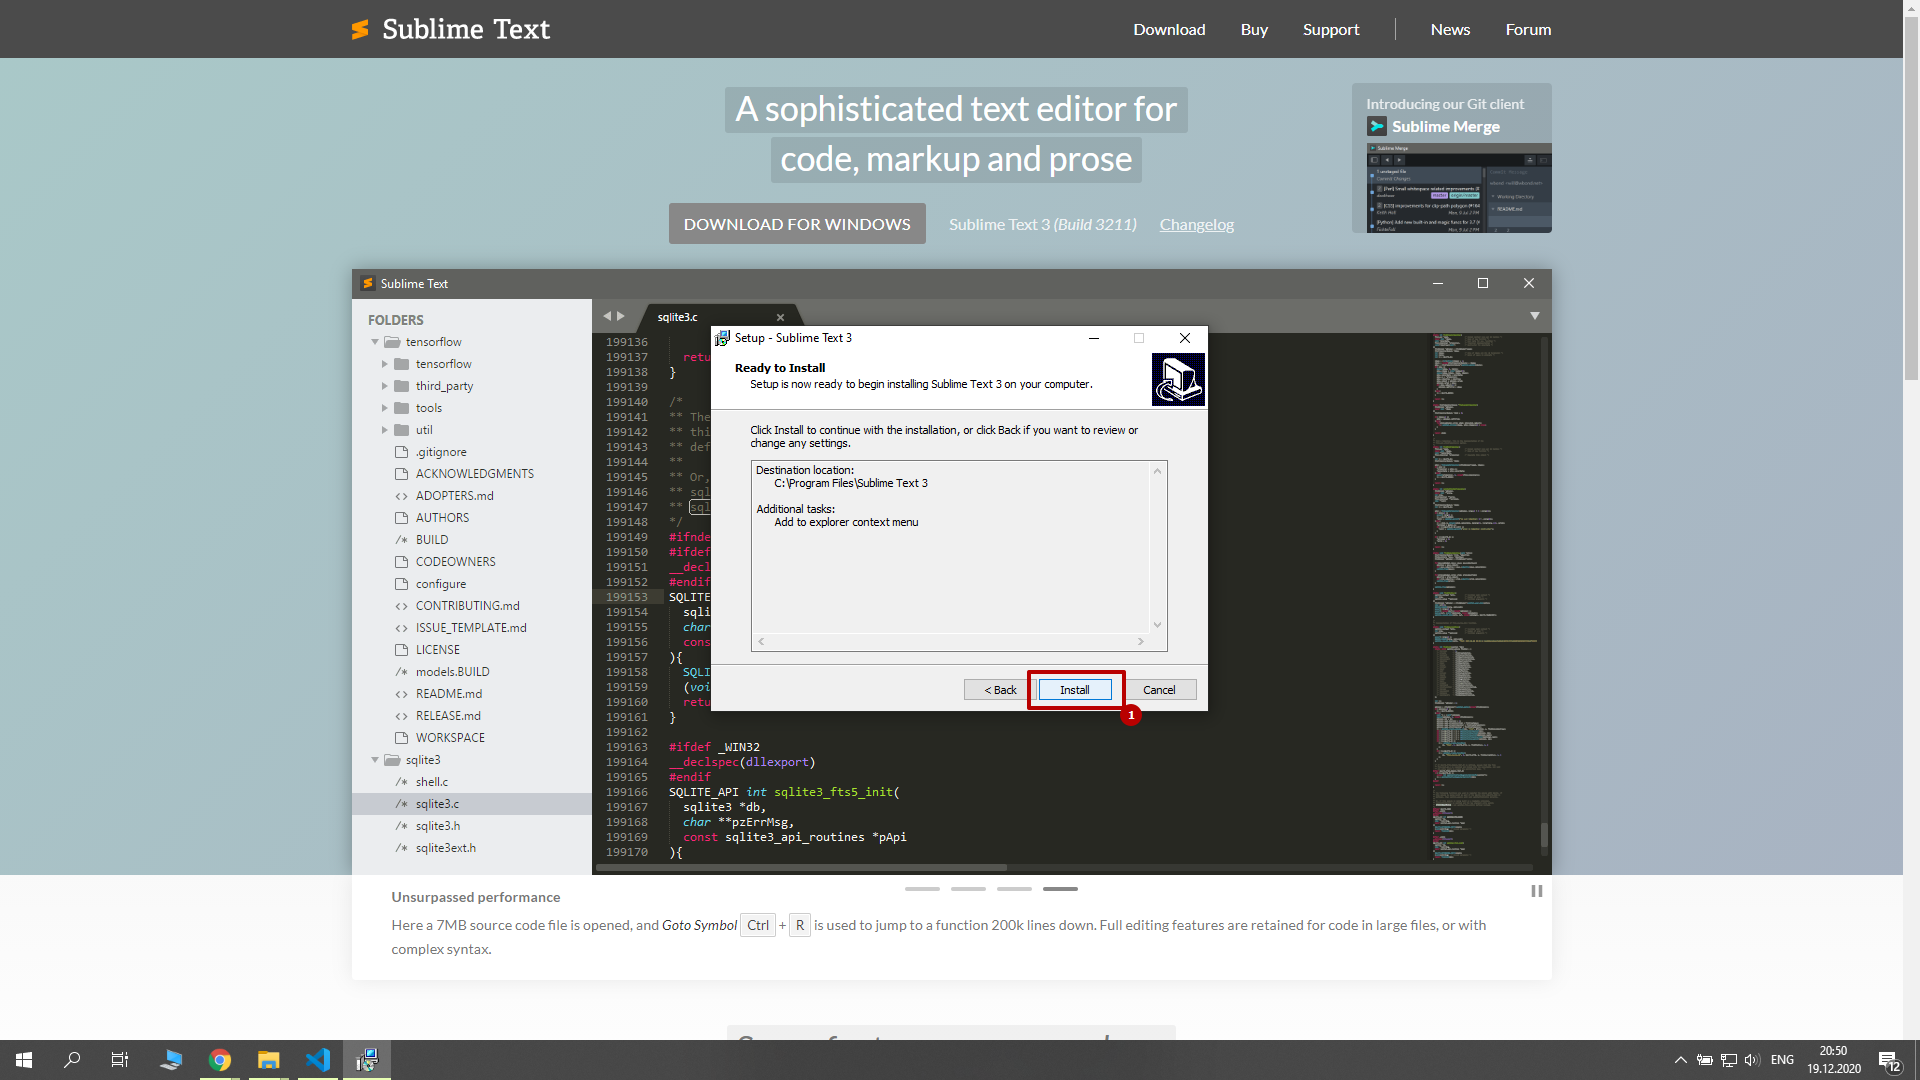 Sublime Text
Download
Buy
Support
News
Forum
A sophisticated text editor for
code, markup and prose
Introducing our Git client
Sublime Merge
DOWNLOAD FOR WINDOWS
Sublime Text 3 (Build 3211)
Changelog
Sublime Text
FOLDERS
tensorflow
tensorflow
third_party
tools
util
.gitignore
ACKNOWLEDGMENTS
ADOPTERS.md
AUTHORS
/* BUILD
CODEOWNERS
configure
CONTRIBUTING.md
ISSUE_TEMPLATE.md
LICENSE
/* models.BUILD
README.md
RELEASE.md
WORKSPACE
sqlite3
/* shell.c
/* sqlite3.c
/* sqlite3.h
/* sqlite3ext.h
sqlite3.c
199136
199137 retu
199138 }
199139
199140 /*
199141 ** The
199142 ** thi
199143 ** def
199144 **
199145 ** Or,
199146 ** sql
199147 ** sql
199148 */
199149 #ifnde
199150 #ifdef
199151 __decl
199152 #endif
199153 SQLITE
199154 sqli
199155 char
199156 cons
199157 ){
199158 SQLI
199159 (voi
199160 retu
199161 }
199162
199163 #ifdef _WIN32
199164 __declspec(dllexport)
199165 #endif
199166 SQLITE_API int sqlite3_fts5_init(
199167 sqlite3 *db,
199168 char **pzErrMsg,
199169 const sqlite3_api_routines *pApi
199170 ){
Setup - Sublime Text 3
Ready to Install
Setup is now ready to begin installing Sublime Text 3 on your computer.
Click Install to continue with the installation, or click Back if you want to review or
change any settings.
Destination location:
C:\Program Files\Sublime Text 3
Additional tasks:
Add to explorer context menu
< Back
Install
Cancel
1
Unsurpassed performance
Here a 7MB source code file is opened, and Goto Symbol Ctrl + R is used to jump to a function 200k lines down. Full editing features are retained for code in large files, or with
complex syntax.
ENG
20:50
19.12.2020
12